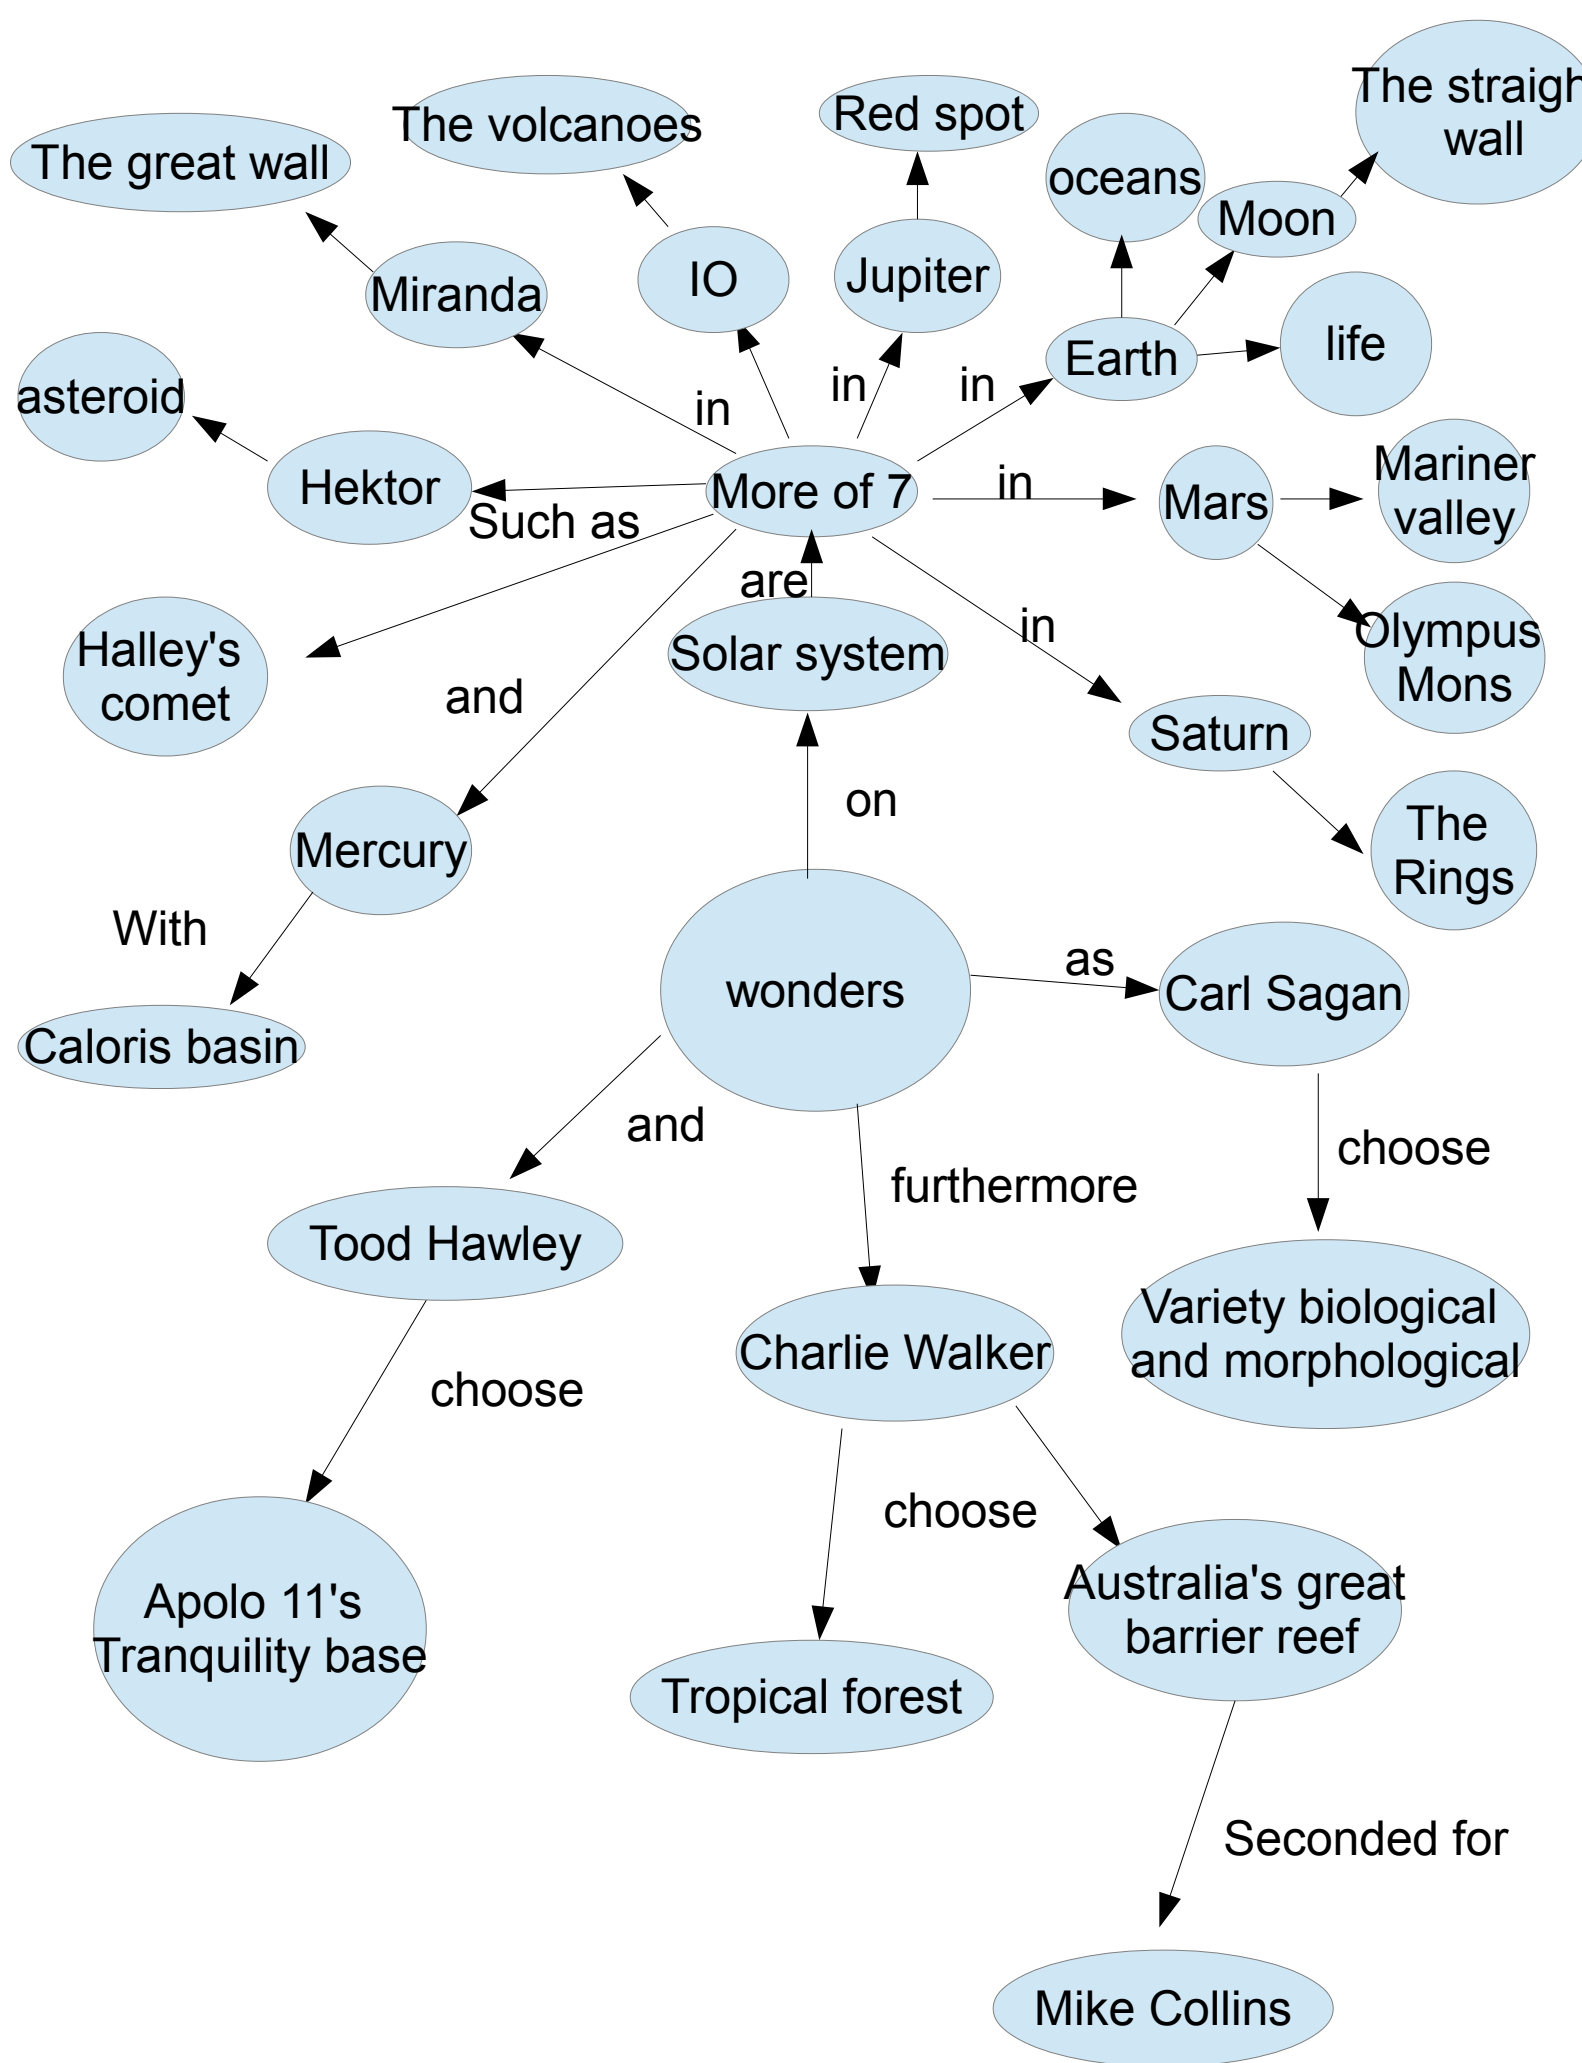 The straigh
wall
Red spot
The volcanoes
The great wall
oceans
Moon
IO
Jupiter
Miranda
life
Earth
in
in
in
asteroid
Mariner
valley
Hektor
More of 7
in
Mars
Such as
are
Olympus
Mons
in
Halley's
comet
Solar system
and
Saturn
on
The
Rings
Mercury
With
as
wonders
Carl Sagan
Caloris basin
and
choose
furthermore
Tood Hawley
Variety biological
and morphological
Charlie Walker
choose
choose
Australia's great
barrier reef
Apolo 11's
Tranquility base
Tropical forest
Seconded for
Mike Collins